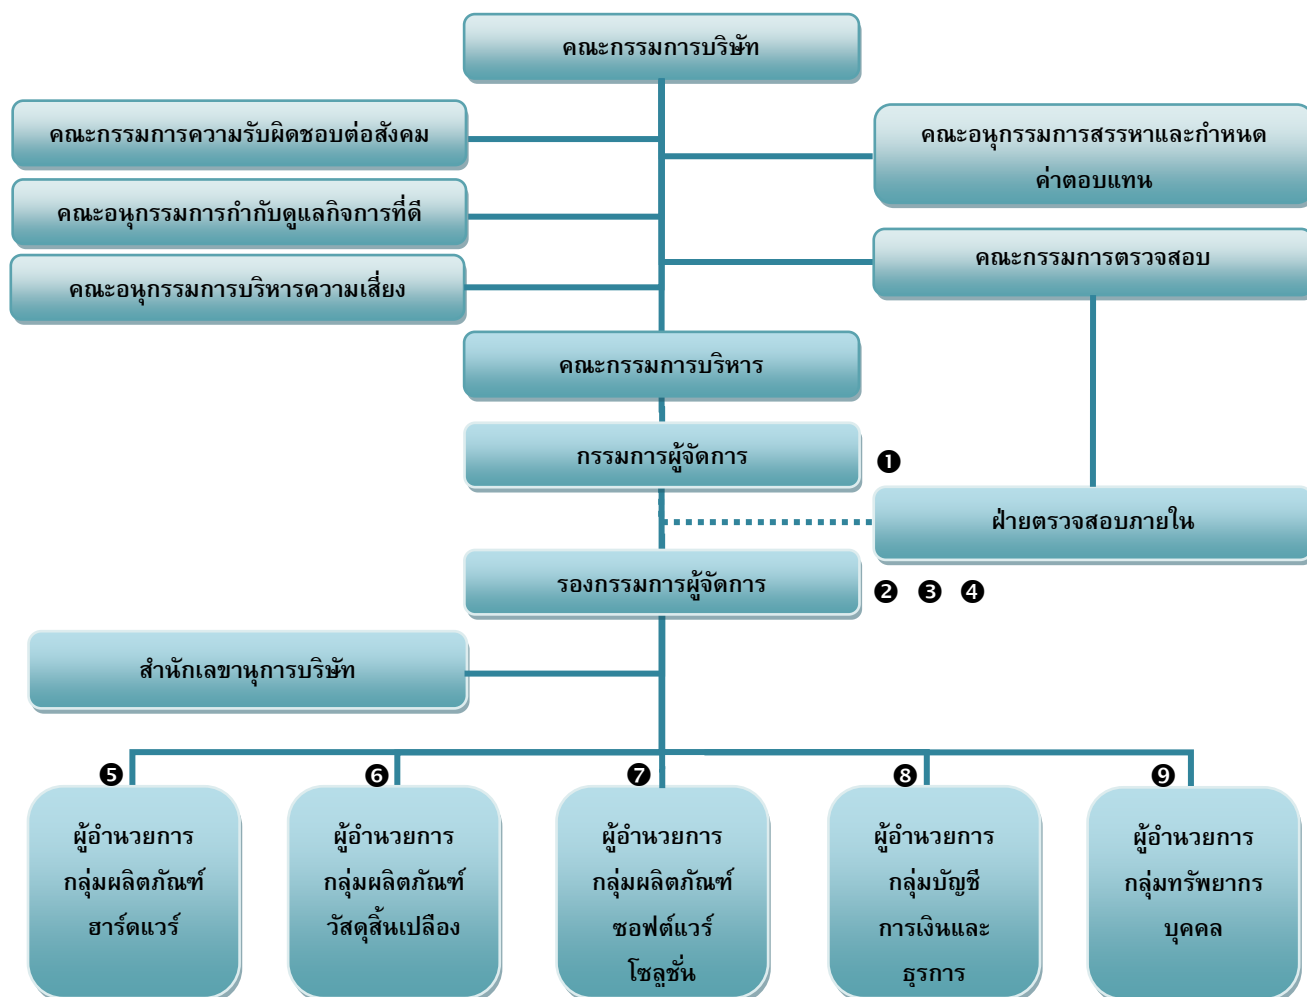 คณะกรรมการบริษัท
คณะกรรมการความรับผิดชอบต่อสังคม
คณะอนุกรรมการสรรหาและกำหนด
ค่าตอบแทน
คณะอนุกรรมการกำกับดูแลกิจการที่ดี
คณะกรรมการตรวจสอบ
คณะอนุกรรมการบริหารความเสี่ยง
คณะกรรมการบริหาร
กรรมการผู้จัดการ
❶
ฝ่ายตรวจสอบภายใน
รองกรรมการผู้จัดการ
❷ ❸ ❹
สำนักเลขานุการบริษัท
❺
ผู้อำนวยการ
กลุ่มผลิตภัณฑ์
ฮาร์ดแวร์
❻
ผู้อำนวยการ
กลุ่มผลิตภัณฑ์
วัสดุสิ้นเปลือง
❼
ผู้อำนวยการ
กลุ่มผลิตภัณฑ์
ซอฟต์แวร์
โซลูชั่น
❽
ผู้อำนวยการ
กลุ่มบัญชี
การเงินและ
ธุรการ
❾
ผู้อำนวยการ
กลุ่มทรัพยากร
บุคคล